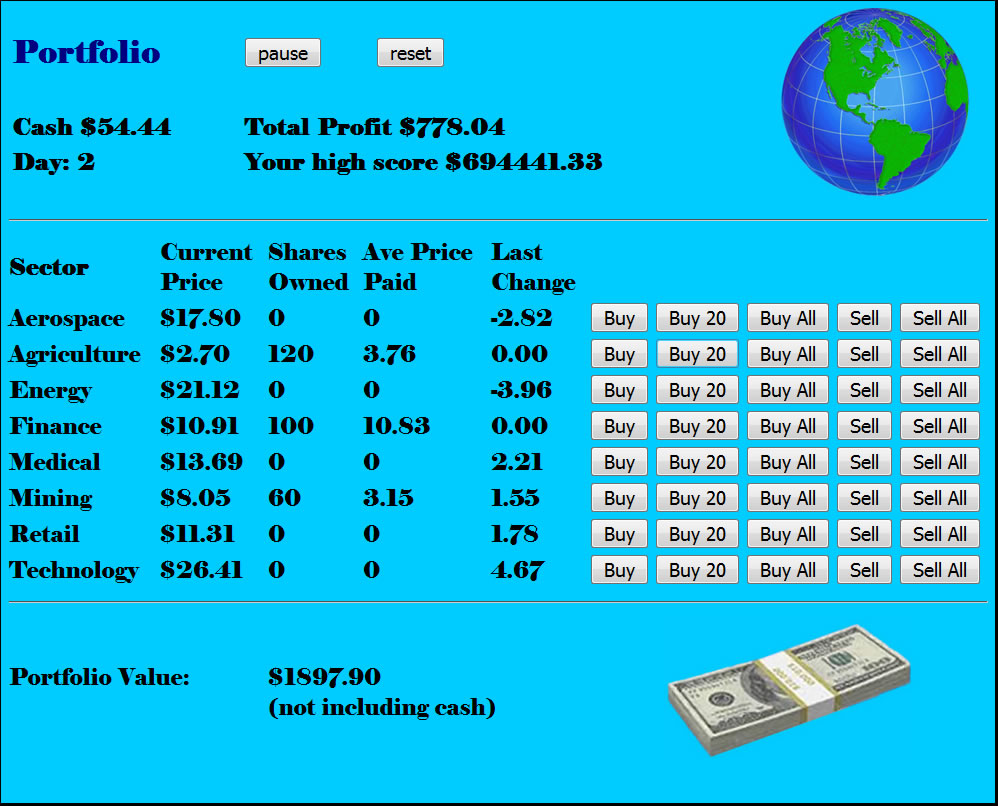 Portfolio pause reset
Cash $54.44 Total Profit $778.04
Day: 2 Your high score $694441.33
Sector Current Price Shares Owned Ave Price Paid Last Change
Aerospace $17.80 0 0 -2.82 Buy Buy 20 Buy All Sell Sell All
Agriculture $2.70 120 3.76 0.00 Buy Buy 20 Buy All Sell Sell All
Energy $21.12 0 0 -3.96 Buy Buy 20 Buy All Sell Sell All
Finance $10.91 100 10.83 0.00 Buy Buy 20 Buy All Sell Sell All
Medical $13.69 0 0 2.21 Buy Buy 20 Buy All Sell Sell All
Mining $8.05 60 3.15 1.55 Buy Buy 20 Buy All Sell Sell All
Retail $11.31 0 0 1.78 Buy Buy 20 Buy All Sell Sell All
Technology $26.41 0 0 4.67 Buy Buy 20 Buy All Sell Sell All
Portfolio Value: $1897.90
(not including cash)
$10,000